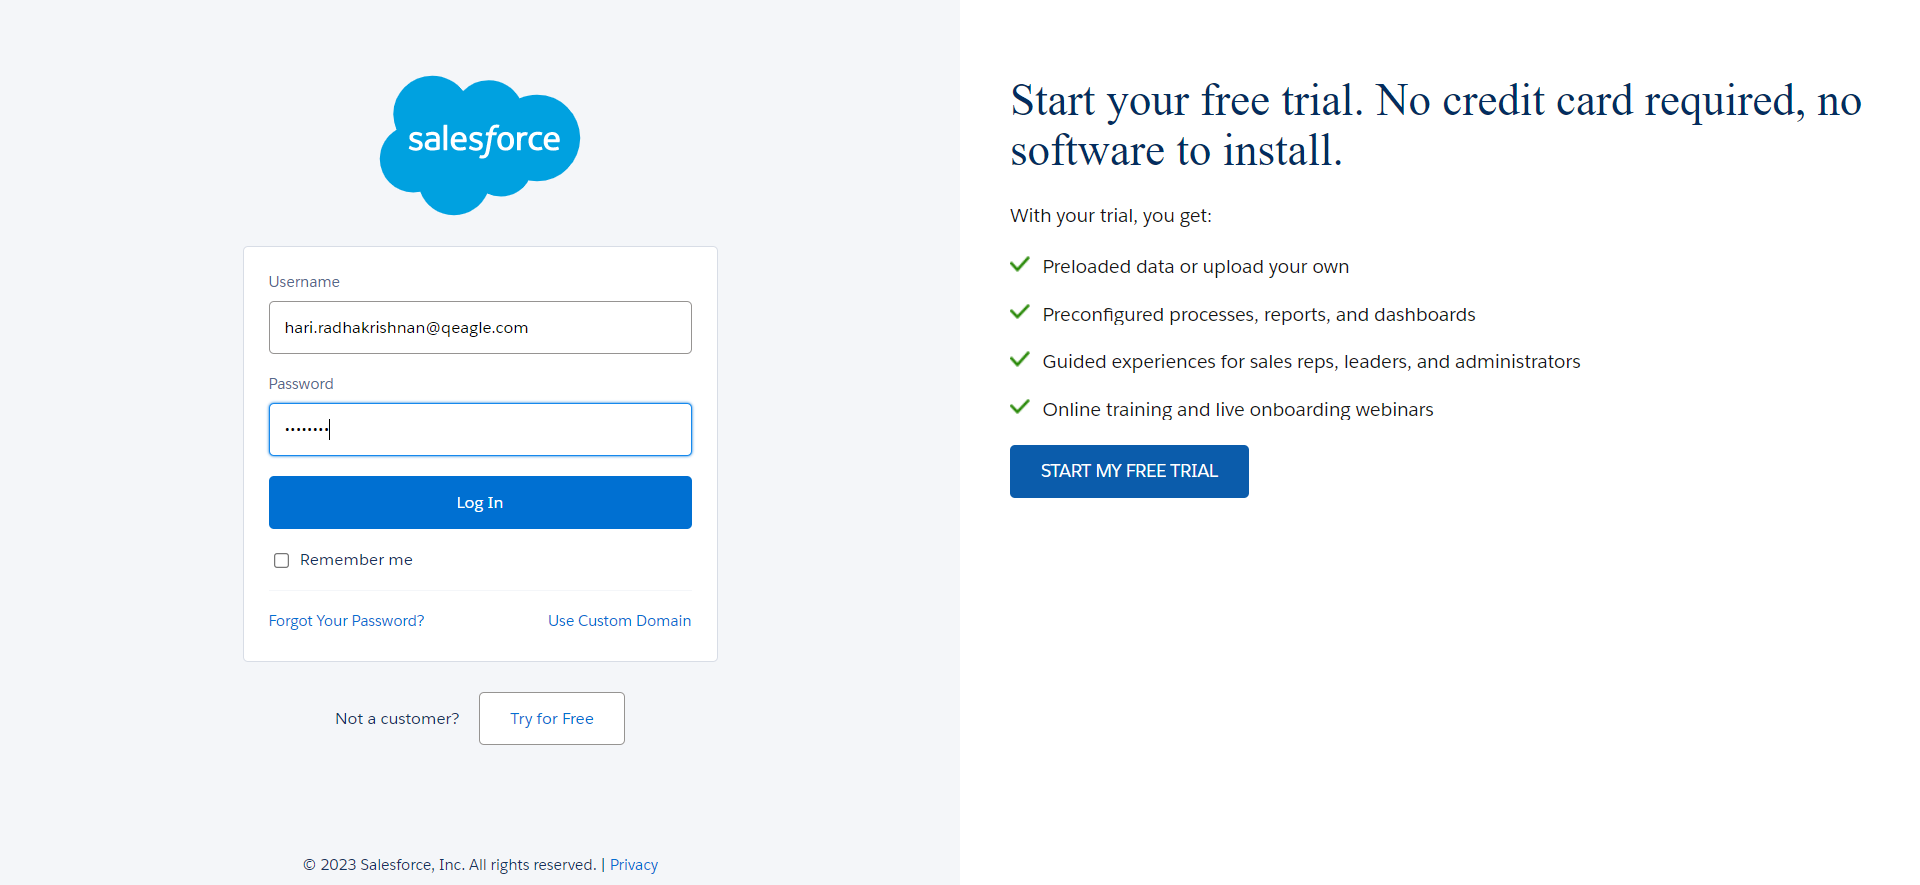 salesforce
Username
hari.radhakrishnan@qeagle.com
Password
••••••••
Log In
Remember me
Forgot Your Password?
Use Custom Domain
Not a customer?
Try for Free
© 2023 Salesforce, Inc. All rights reserved. | Privacy
Start your free trial. No credit card required, no
software to install.
With your trial, you get:
Preloaded data or upload your own
Preconfigured processes, reports, and dashboards
Guided experiences for sales reps, leaders, and administrators
Online training and live onboarding webinars
START MY FREE TRIAL